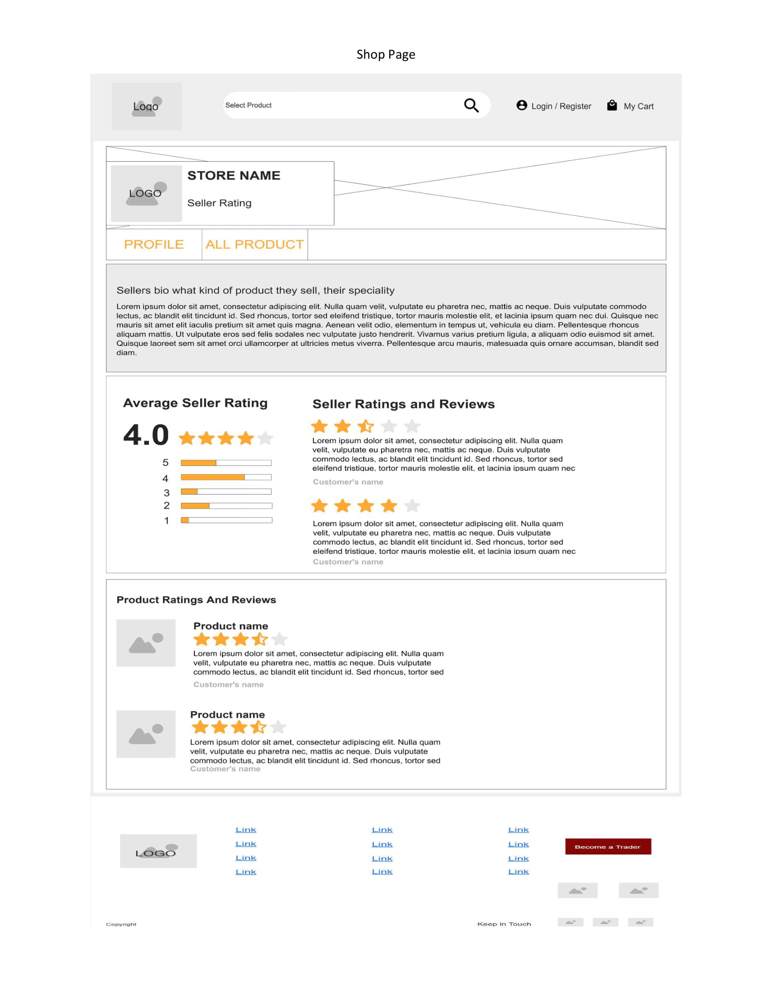 Shop Page
Logo
Select Product
Login / Register
My Cart
LOGO
STORE NAME
Seller Rating
PROFILE
ALL PRODUCT
Sellers bio what kind of product they sell, their speciality
Lorem ipsum dolor sit amet, consectetur adipiscing elit. Nulla quam velit, vulputate eu pharetra nec, mattis ac neque. Duis vulputate commodo
lectus, ac blandit elit tincidunt id. Sed rhoncus, tortor sed eleifend tristique, tortor mauris molestie elit, et lacinia ipsum quam nec dui. Quisque nec
mauris sit amet elit iaculis pretium sit amet quis magna. Aenean velit odio, elementum in tempus ut, vehicula eu diam. Pellentesque rhoncus
aliquam mattis. Ut vulputate eros sed felis sodales nec vulputate justo hendrerit. Vivamus varius pretium ligula, a aliquam odio euismod sit amet.
Quisque laoreet sem sit amet orci ullamcorper at ultricies metus viverra. Pellentesque arcu mauris, malesuada quis ornare accumsan, blandit sed
diam.
Average Seller Rating
4.0
5
4
3
2
1
Seller Ratings and Reviews
Lorem ipsum dolor sit amet, consectetur adipiscing elit. Nulla quam
velit, vulputate eu pharetra nec, mattis ac neque. Duis vulputate
commodo lectus, ac blandit elit tincidunt id. Sed rhoncus, tortor sed
eleifend tristique, tortor mauris molestie elit, et lacinia ipsum quam nec
Customer's name
Lorem ipsum dolor sit amet, consectetur adipiscing elit. Nulla quam
velit, vulputate eu pharetra nec, mattis ac neque. Duis vulputate
commodo lectus, ac blandit elit tincidunt id. Sed rhoncus, tortor sed
eleifend tristique, tortor mauris molestie elit, et lacinia ipsum quam nec
Customer's name
Product Ratings And Reviews
Product name
Lorem ipsum dolor sit amet, consectetur adipiscing elit. Nulla quam
velit, vulputate eu pharetra nec, mattis ac neque. Duis vulputate
commodo lectus, ac blandit elit tincidunt id. Sed rhoncus, tortor sed
Customer's name
Product name
Lorem ipsum dolor sit amet, consectetur adipiscing elit. Nulla quam
velit, vulputate eu pharetra nec, mattis ac neque. Duis vulputate
commodo lectus, ac blandit elit tincidunt id. Sed rhoncus, tortor sed
Customer's name
LOGO
Link
Link
Link
Link
Link
Link
Link
Link
Link
Link
Link
Link
Become a Trader
Copyright
Keep in Touch